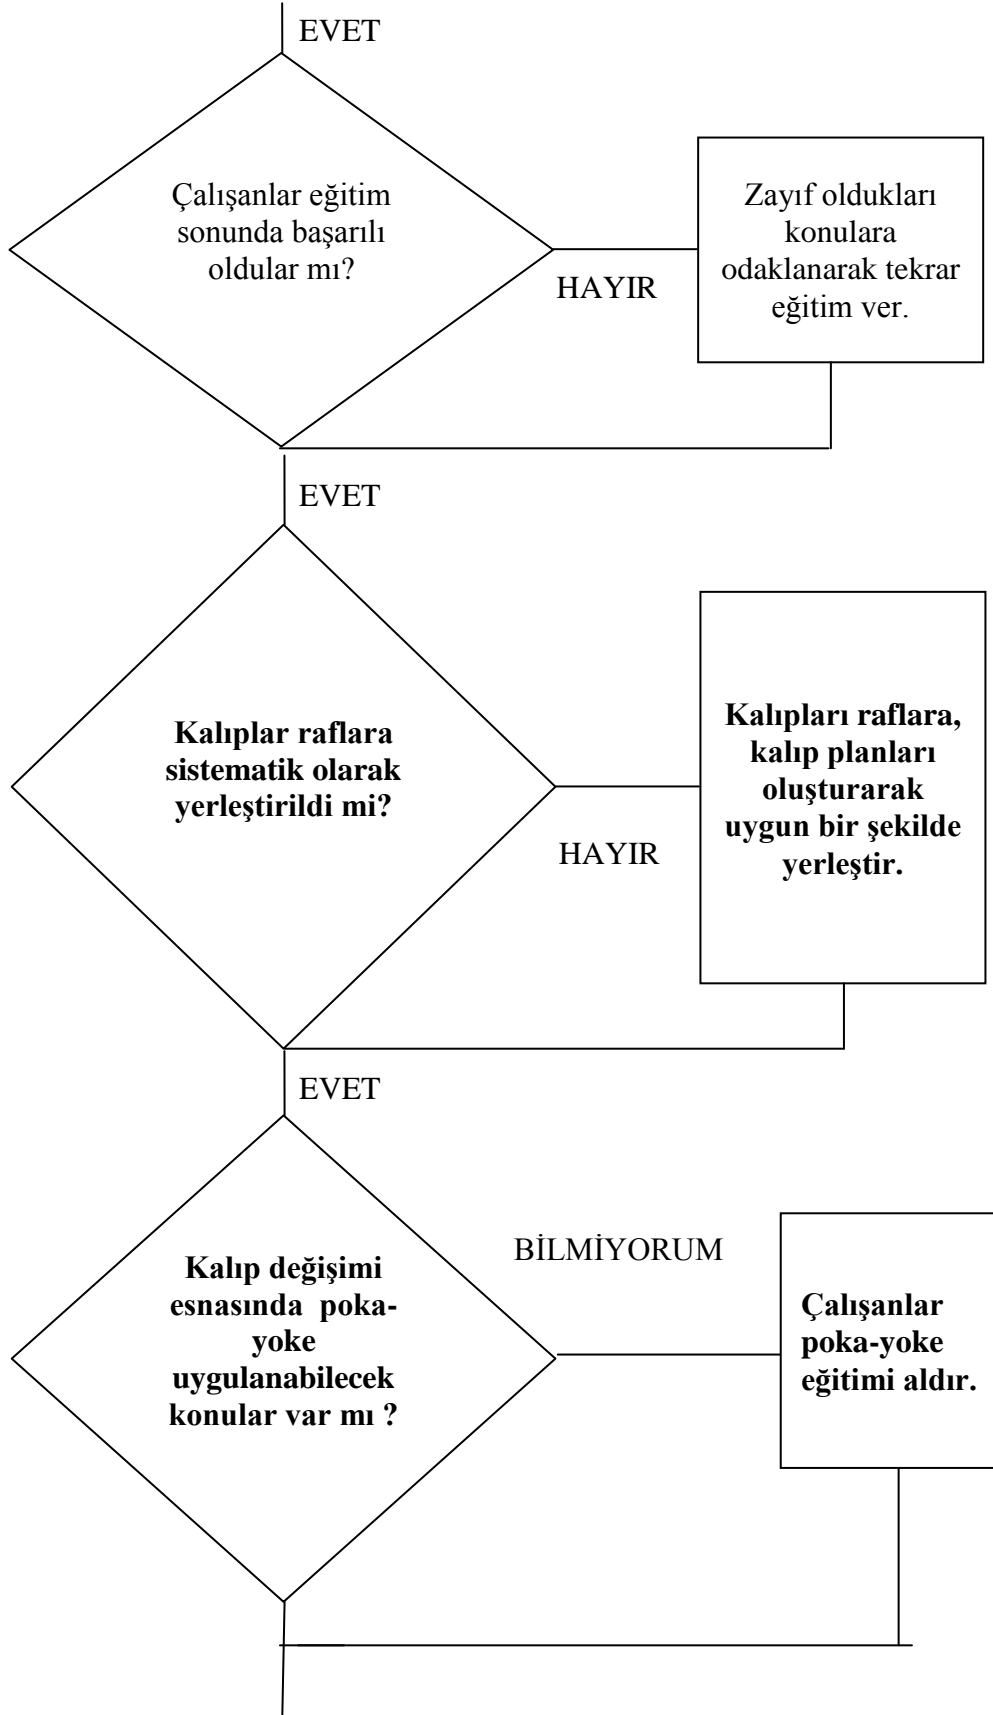 EVET
Çalışanlar eğitim
sonunda başarılı
oldular mı?
HAYIR
Zayıf oldukları
konulara
odaklanarak tekrar
eğitim ver.
EVET
Kalıplar raflara
sistematik olarak
yerleştirildi mi?
HAYIR
Kalıpları raflara,
kalıp planları
oluşturarak
uygun bir şekilde
yerleştir.
EVET
Kalıp değişimi
esnasında poka-
yoke
uygulanabilecek
konular var mı ?
BİLMİYORUM
Çalışanlar
poka-yoke
eğitimi aldır.